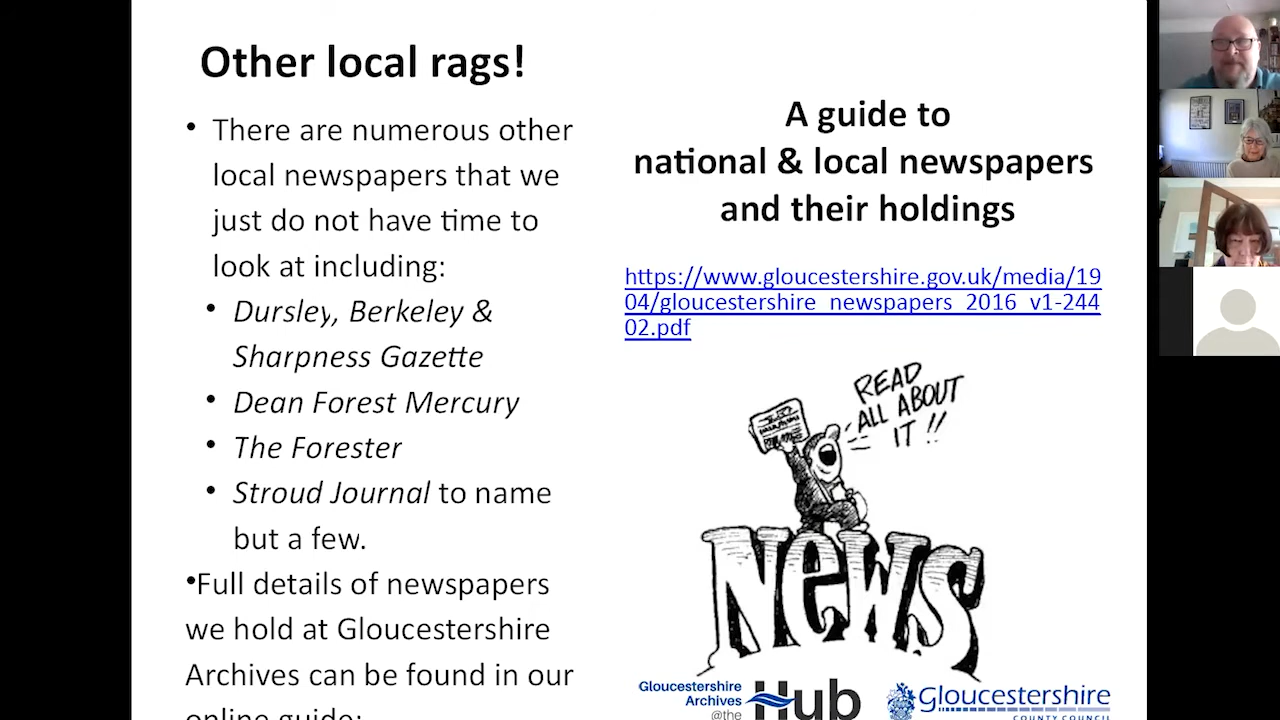 Other local rags!
• There are numerous other
local newspapers that we
just do not have time to
look at including:
• Dursley, Berkeley &
Sharpness Gazette
• Dean Forest Mercury
• The Forester
• Stroud Journal to name
but a few.
•Full details of newspapers
we hold at Gloucestershire
Archives can be found in our
online guide:
A guide to
national & local newspapers
and their holdings
https://www.gloucestershire.gov.uk/media/19
04/gloucestershire_newspapers_2016_v1-244
02.pdf
READ
ALL ABOUT
IT !!
News
Gloucestershire
Archives
@the
Hub
Gloucestershire
COUNTY COUNCIL